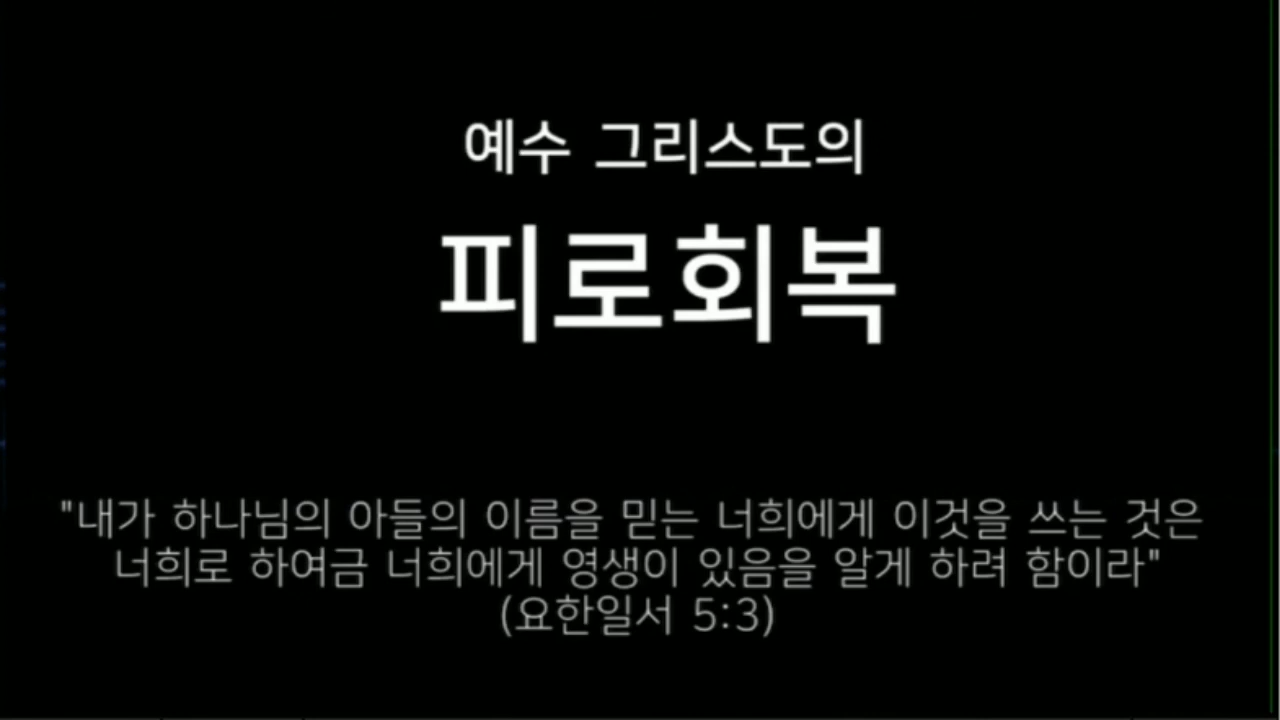 예수 그리스도의
피로회복
"내가 하나님의 아들의 이름을 믿는 너희에게 이것을 쓰는 것은
너희로 하여금 너희에게 영생이 있음을 알게 하려 함이라"
(요한일서 5:3)